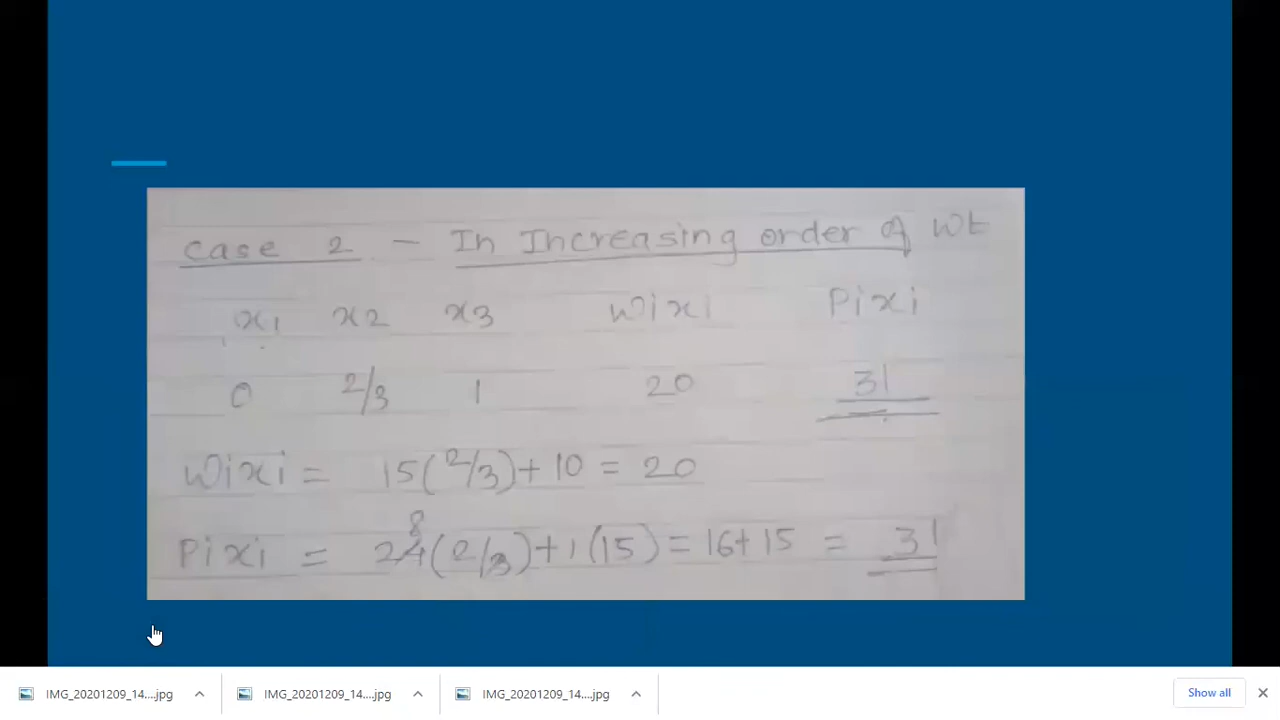 Case 2 - In Increasing order of wt
x1 x2 x3 wixi Pixi
0 2/3 1 20 31
wixi = 15(2/3) + 10 = 20
8
Pixi = 24(2/3) + 1(15) = 16+15 = 31
IMG_20201209_14....jpg IMG_20201209_14....jpg IMG_20201209_14....jpg Show all